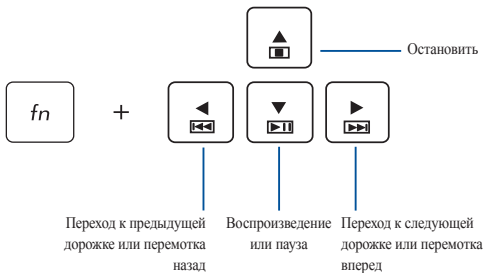 Остановить
fn +
Переход к предыдущей
дорожке или перемотка
назад
Воспроизведение
или пауза
Переход к следующей
дорожке или перемотка
вперед